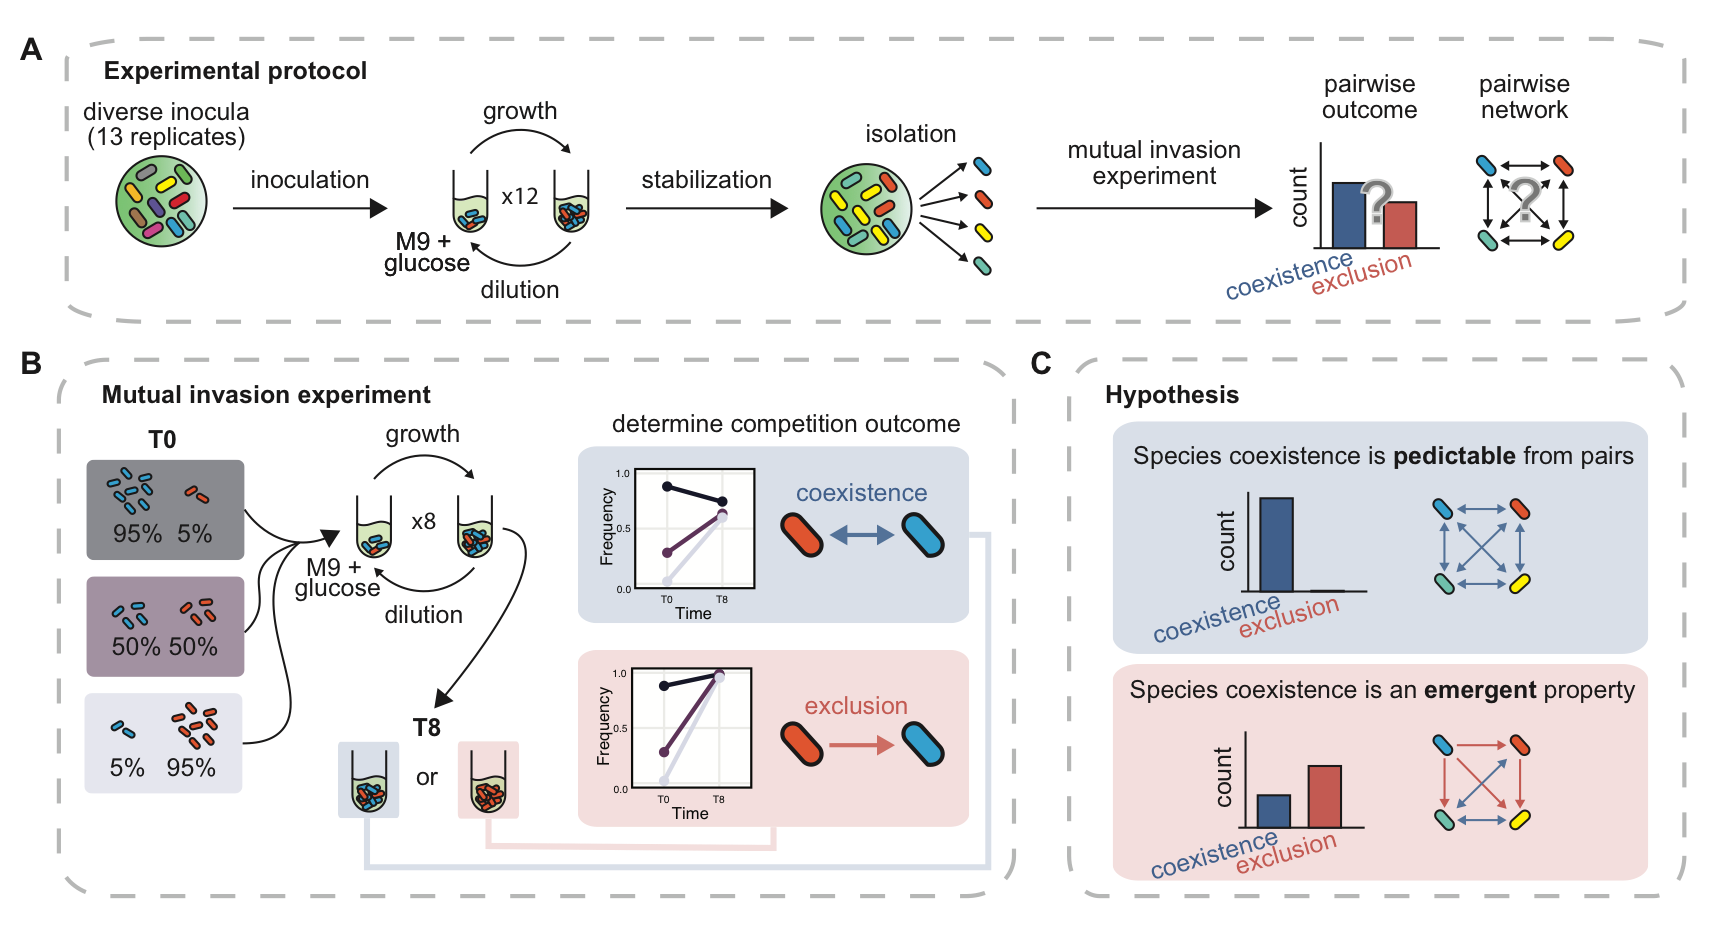 A
Experimental protocol
diverse inocula
(13 replicates)
inoculation
growth
x12
M9 +
glucose
dilution
stabilization
isolation
mutual invasion
experiment
pairwise
outcome
count
?
coexistence
exclusion
pairwise
network
?
B
Mutual invasion experiment
T0
95% 5%
50% 50%
5% 95%
growth
x8
M9 +
glucose
dilution
T8
or
determine competition outcome
Frequency
1.0
0.5
0.0
T0 T8
Time
coexistence
Frequency
1.0
0.5
0.0
T0 T8
Time
exclusion
C
Hypothesis
Species coexistence is pedictable from pairs
count
coexistence
exclusion
Species coexistence is an emergent property
count
coexistence
exclusion